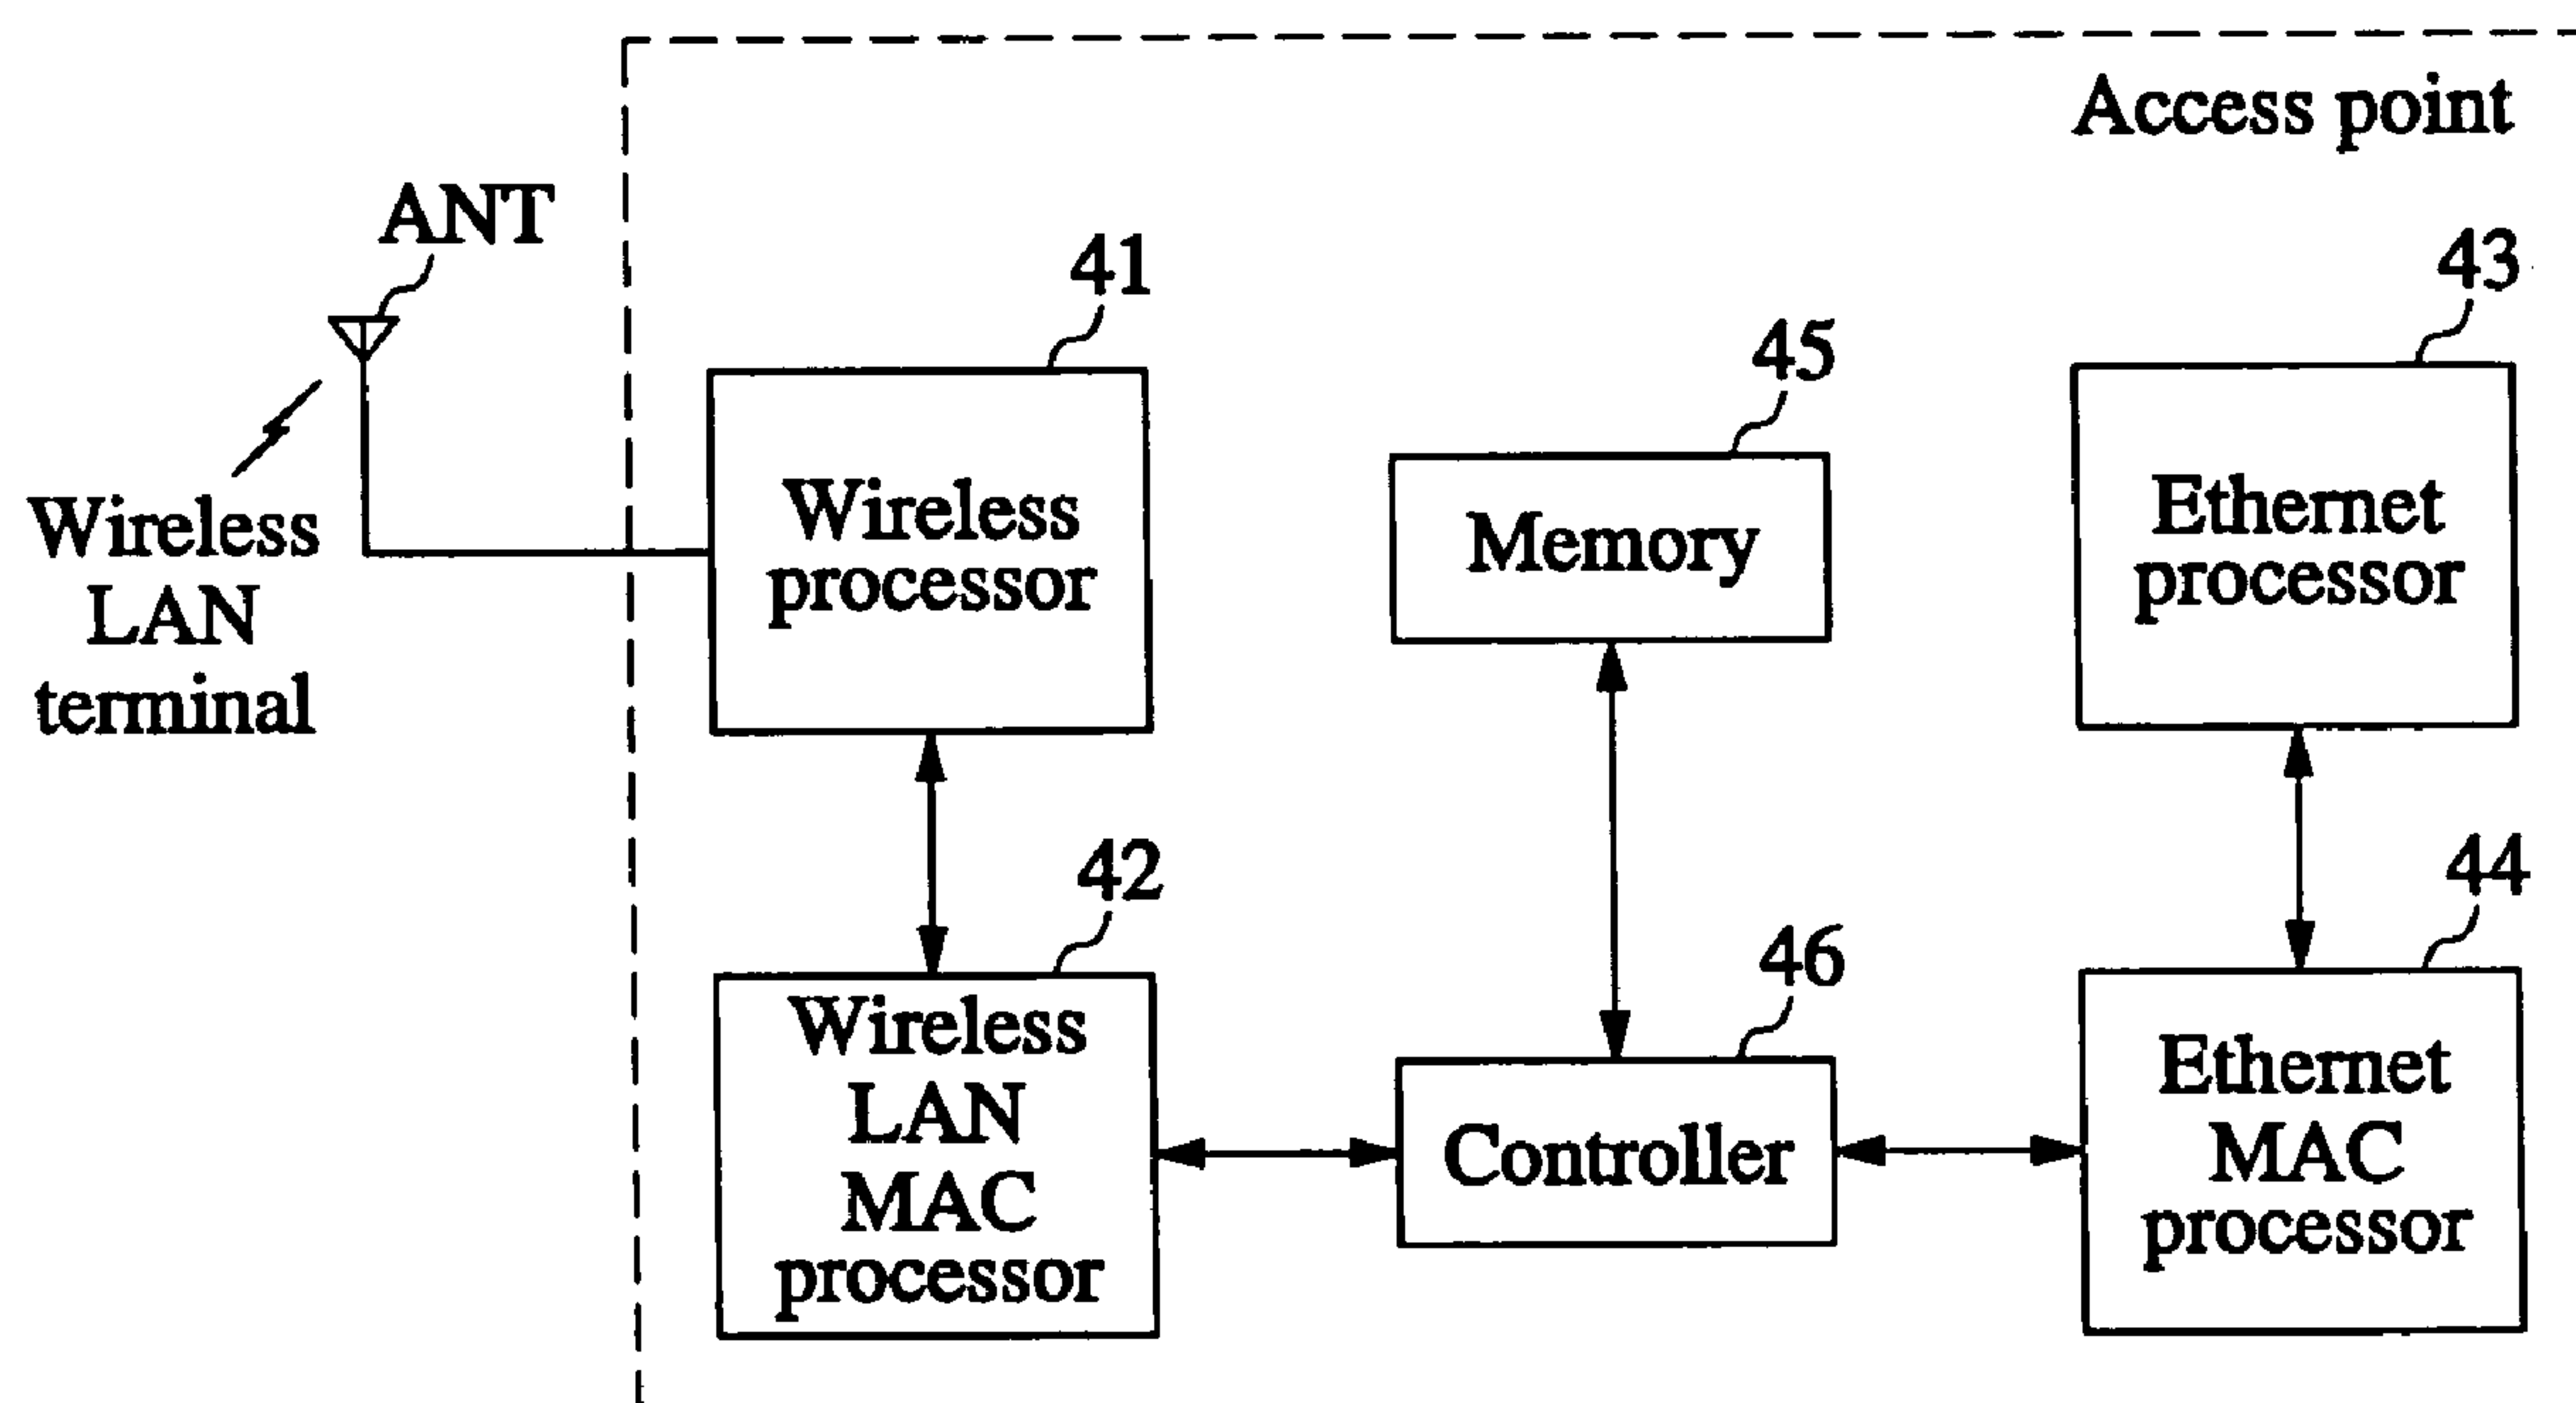 Access point
ANT
41
43
45
Wireless
LAN
terminal
Wireless
processor
Memory
Ethernet
processor
42
44
46
Wireless
LAN
MAC
processor
Controller
Ethernet
MAC
processor